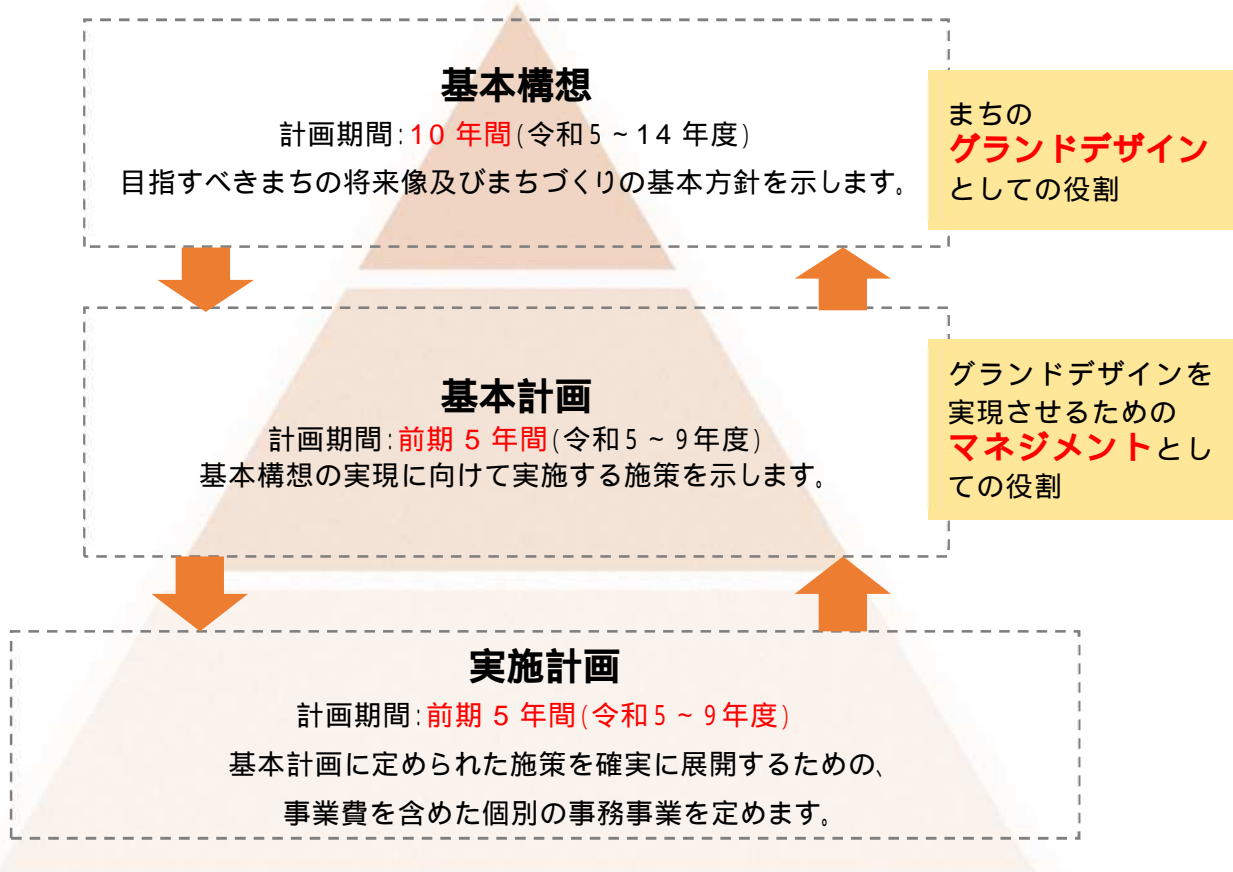 基本構想
計画期間:10 年間(令和5～14 年度)
目指すべきまちの将来像及びまちづくりの基本方針を示します。
まちの
グランドデザイン
としての役割
基本計画
計画期間:前期 5 年間(令和5～9年度)
基本構想の実現に向けて実施する施策を示します。
グランドデザインを
実現させるための
マネジメントとし
ての役割
実施計画
計画期間:前期 5 年間(令和5～9年度)
基本計画に定められた施策を確実に展開するための、
事業費を含めた個別の事務事業を定めます。